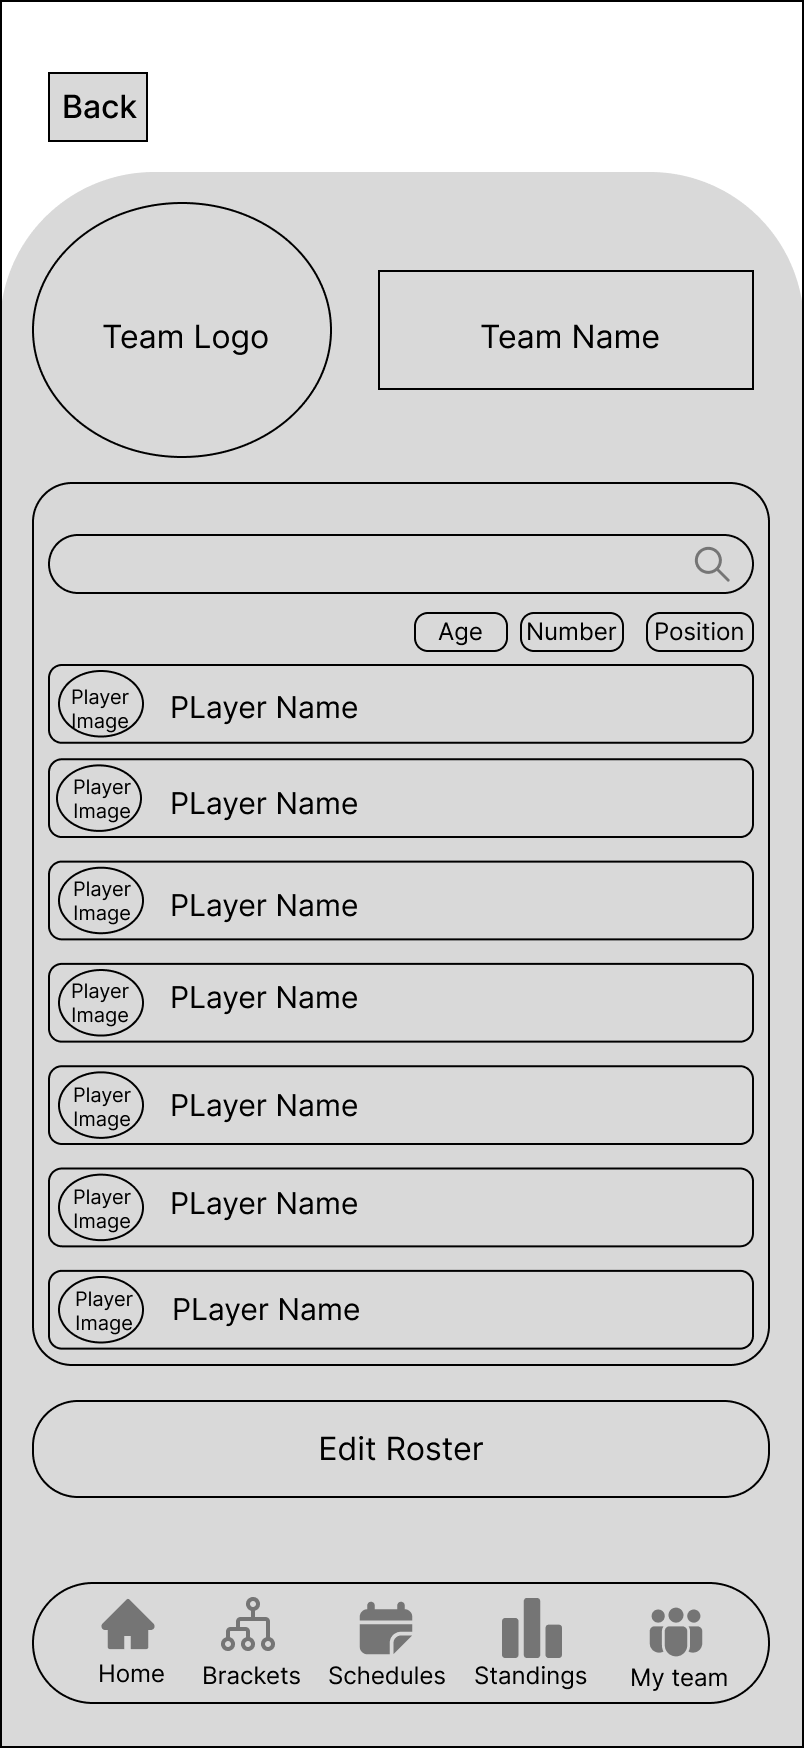 Back
Team Logo
Team Name
Age Number Position
Player
Image
PLayer Name
Player
Image
PLayer Name
Player
Image
PLayer Name
Player
Image
PLayer Name
Player
Image
PLayer Name
Player
Image
PLayer Name
Player
Image
PLayer Name
Edit Roster
Home Brackets Schedules Standings My team